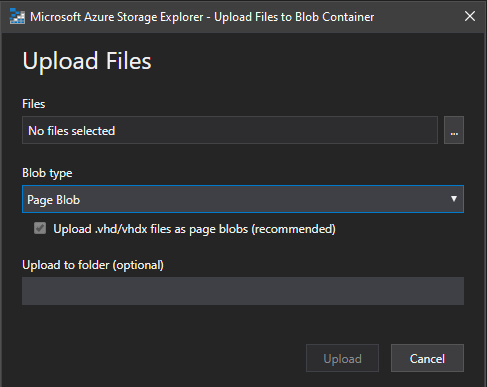 Microsoft Azure Storage Explorer - Upload Files to Blob Container
Upload Files
Files
No files selected
...
Blob type
Page Blob
Upload .vhd/vhdx files as page blobs (recommended)
Upload to folder (optional)
Upload
Cancel